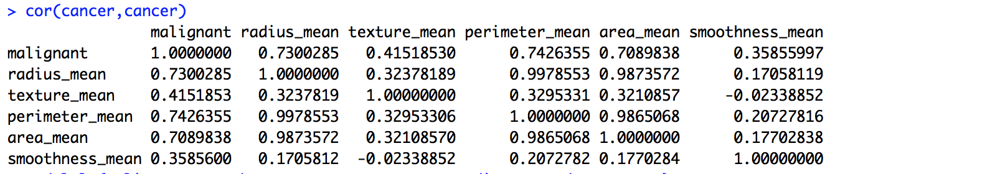 > cor(cancer,cancer)
malignant radius_mean texture_mean perimeter_mean area_mean smoothness_mean
malignant 1.0000000 0.7300285 0.41518530 0.7426355 0.7089838 0.35855997
radius_mean 0.7300285 1.0000000 0.32378189 0.9978553 0.9873572 0.17058119
texture_mean 0.4151853 0.3237819 1.00000000 0.3295331 0.3210857 -0.02338852
perimeter_mean 0.7426355 0.9978553 0.32953306 1.0000000 0.9865068 0.20727816
area_mean 0.7089838 0.9873572 0.32108570 0.9865068 1.0000000 0.17702838
smoothness_mean 0.3585600 0.1705812 -0.02338852 0.2072782 0.1770284 1.00000000